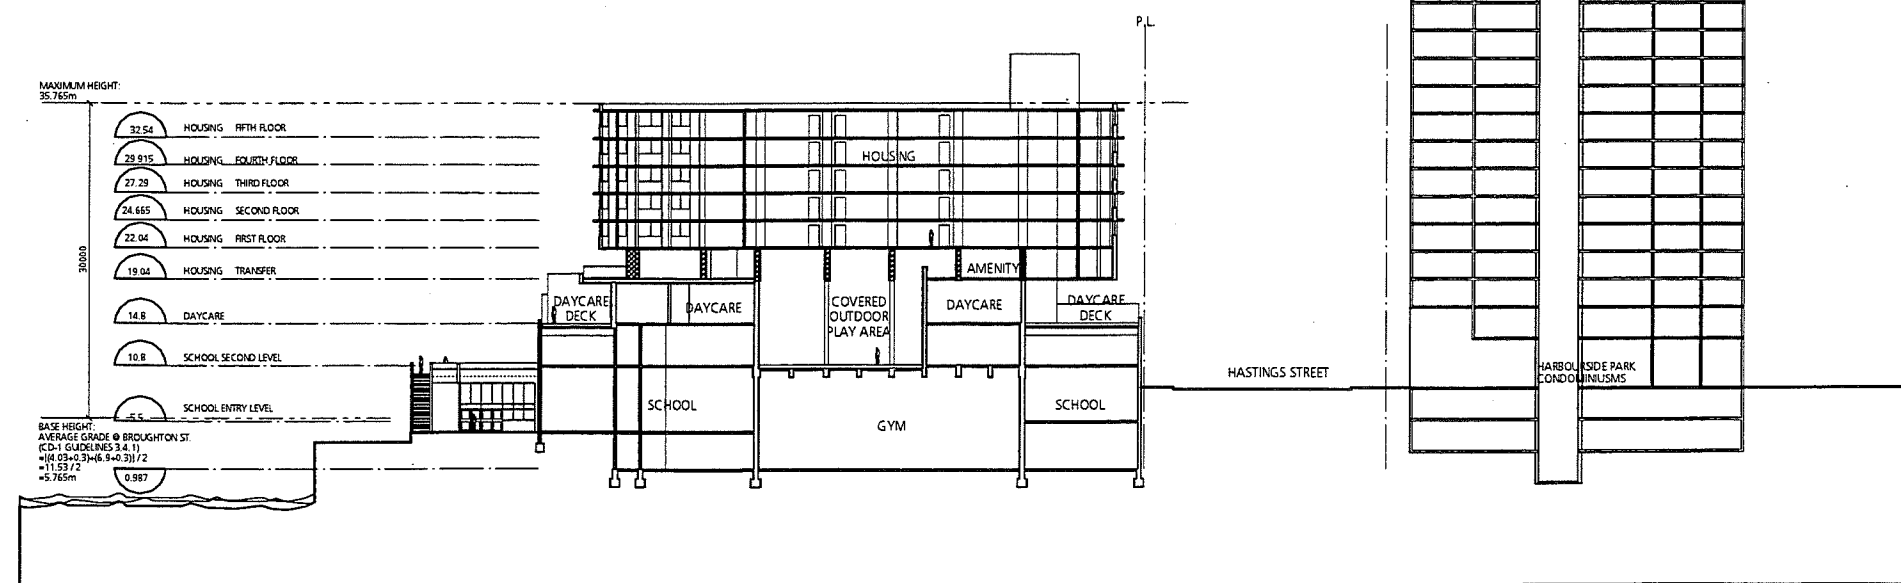 P.L.
MAXIMUM HEIGHT:
35.765m
32.54 HOUSING FIFTH FLOOR
29.915 HOUSING FOURTH FLOOR
27.29 HOUSING THIRD FLOOR
24.665 HOUSING SECOND FLOOR
22.04 HOUSING FIRST FLOOR
19.04 HOUSING TRANSFER
14.8 DAYCARE
10.8 SCHOOL SECOND LEVEL
5.5 SCHOOL ENTRY LEVEL
30000
BASE HEIGHT:
AVERAGE GRADE @ BROUGHTON ST.
(CD-1 GUIDELINES 3.4.1)
=[(4.03+0.3)+(6.9+0.3)] / 2
=11.53 / 2
=5.765m
0.987
HOUSING
AMENITY
DAYCARE
DECK
DAYCARE
COVERED
OUTDOOR
PLAY AREA
DAYCARE
DAYCARE
DECK
SCHOOL
GYM
SCHOOL
HASTINGS STREET
HARBOURSIDE PARK
CONDOMINIUSMS